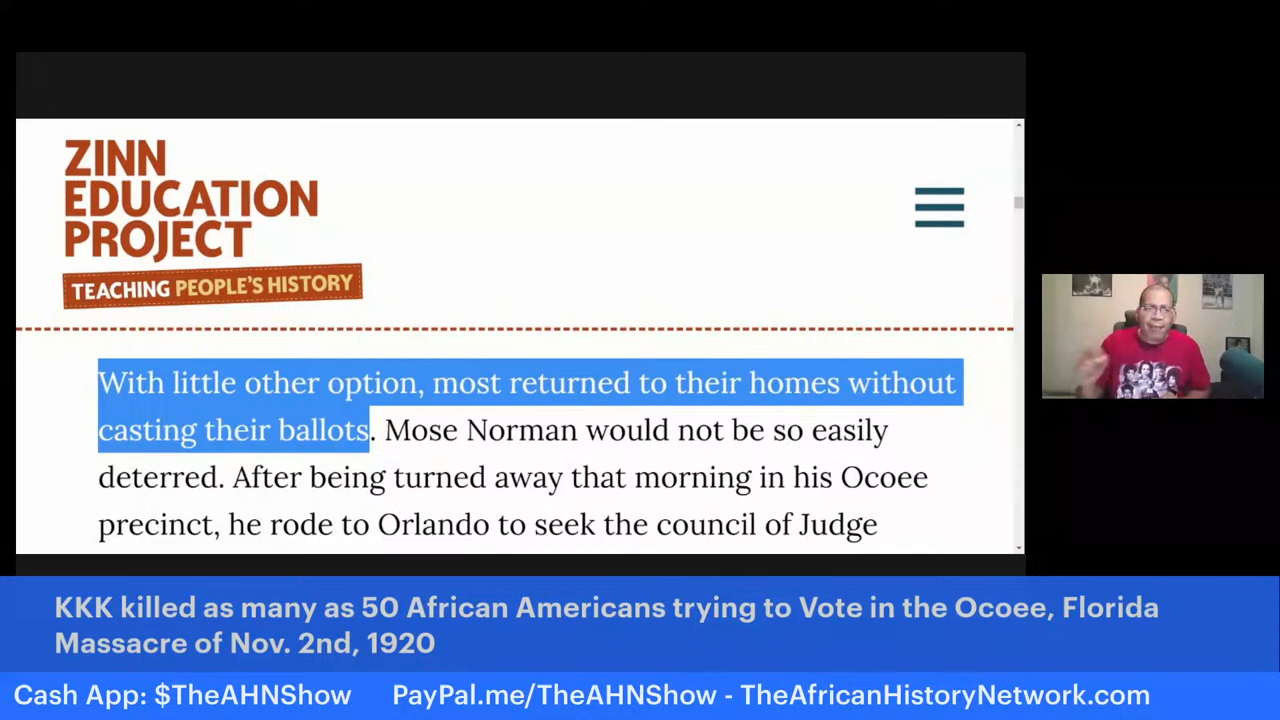 ZINN
EDUCATION
PROJECT
TEACHING PEOPLE'S HISTORY
With little other option, most returned to their homes without
casting their ballots. Mose Norman would not be so easily
deterred. After being turned away that morning in his Ocoee
precinct, he rode to Orlando to seek the council of Judge
KKK killed as many as 50 African Americans trying to Vote in the Ocoee, Florida
Massacre of Nov. 2nd, 1920
Cash App: $TheAHNShow PayPal.me/TheAHNShow - TheAfricanHistoryNetwork.com